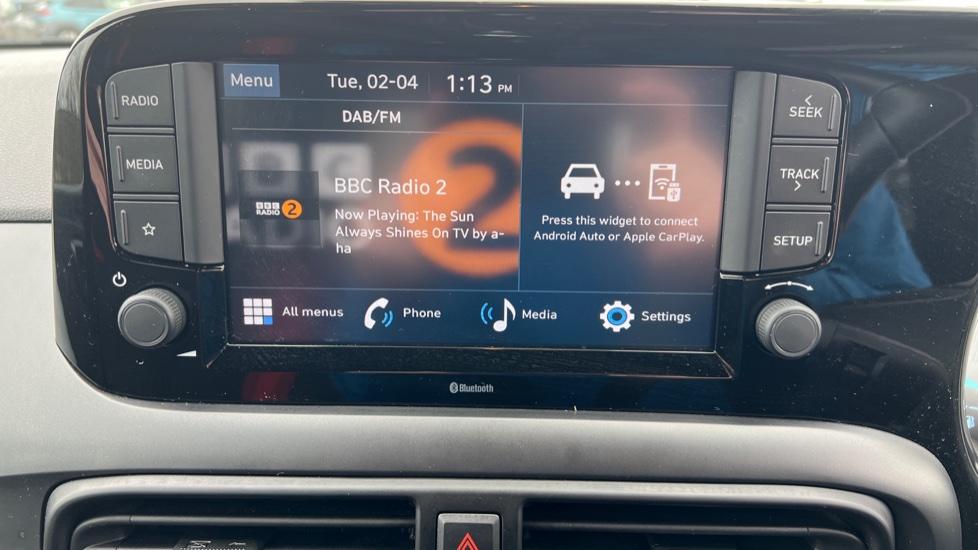 RADIO
MEDIA
Menu
Tue, 02-04
1:13 PM
DAB/FM
BBC
RADIO 2
BBC Radio 2
Now Playing: The Sun
Always Shines On TV by a-
ha
2
Press this widget to connect
Android Auto or Apple CarPlay.
All menus
Phone
Media
Settings
SEEK
TRACK
SETUP
Bluetooth